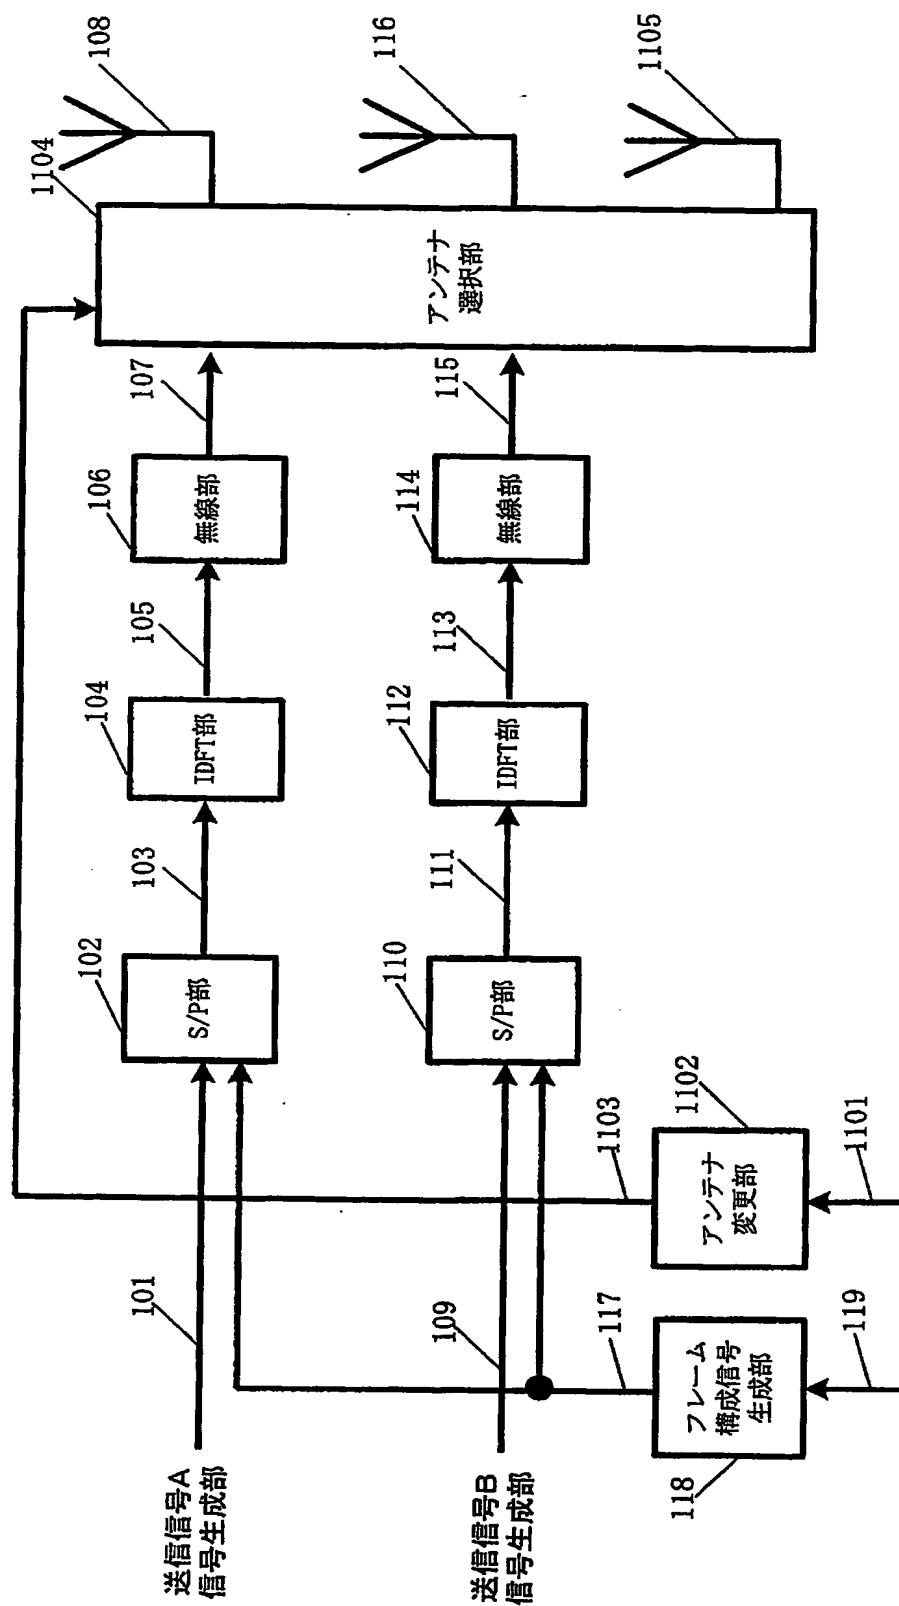 送信信号A
信号生成部
101
102
S/P部
103
104
IDFT部
105
106
無線部
107
1104
アンテナ
選択部
108
送信信号B
信号生成部
109
110
S/P部
111
112
IDFT部
113
114
無線部
115
116
1105
117
118
フレーム
構成信号
生成部
119
1103
1102
アンテナ
変更部
1101